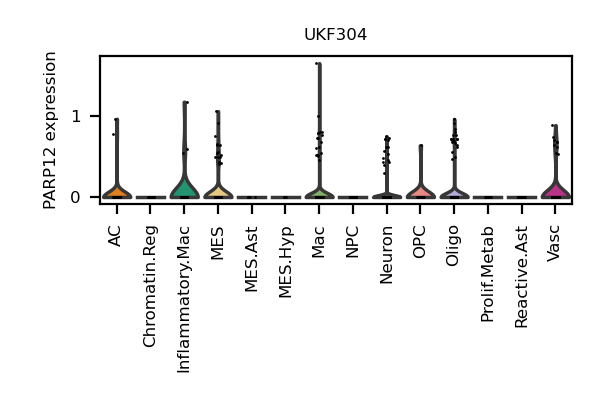 UKF304
PARP12 expression
1
0
AC
Chromatin.Reg
Inflammatory.Mac
MES
MES.Ast
MES.Hyp
Mac
NPC
Neuron
OPC
Oligo
Prolif.Metab
Reactive.Ast
Vasc